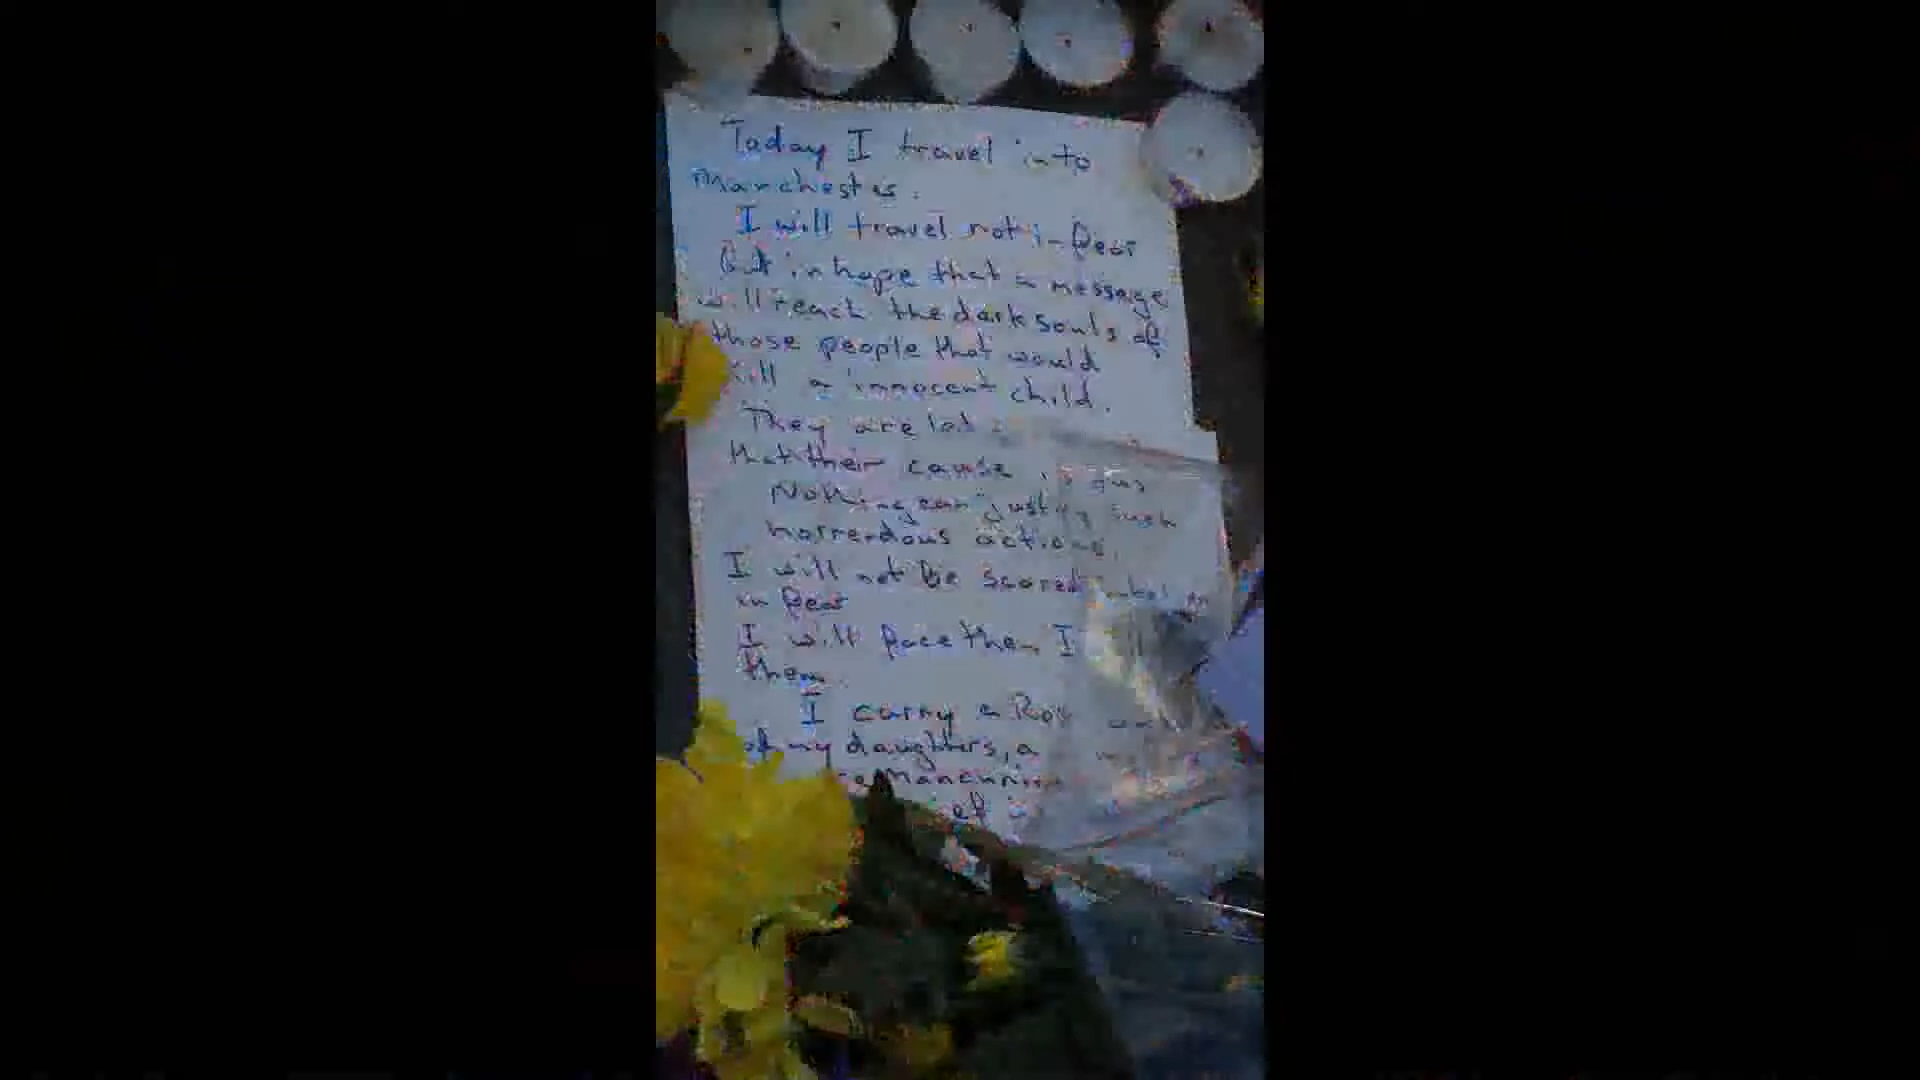 Today I travel into
Manchester.
I will travel not in fear
But in hope that a message
will reach the dark souls of
those people that would
kill a innocent child.
They are
that their cause is
Nothing can justify such
horrendous actions.
I will not be scared
in fear
I will face them I
them.
I carry a
of my daughters, a